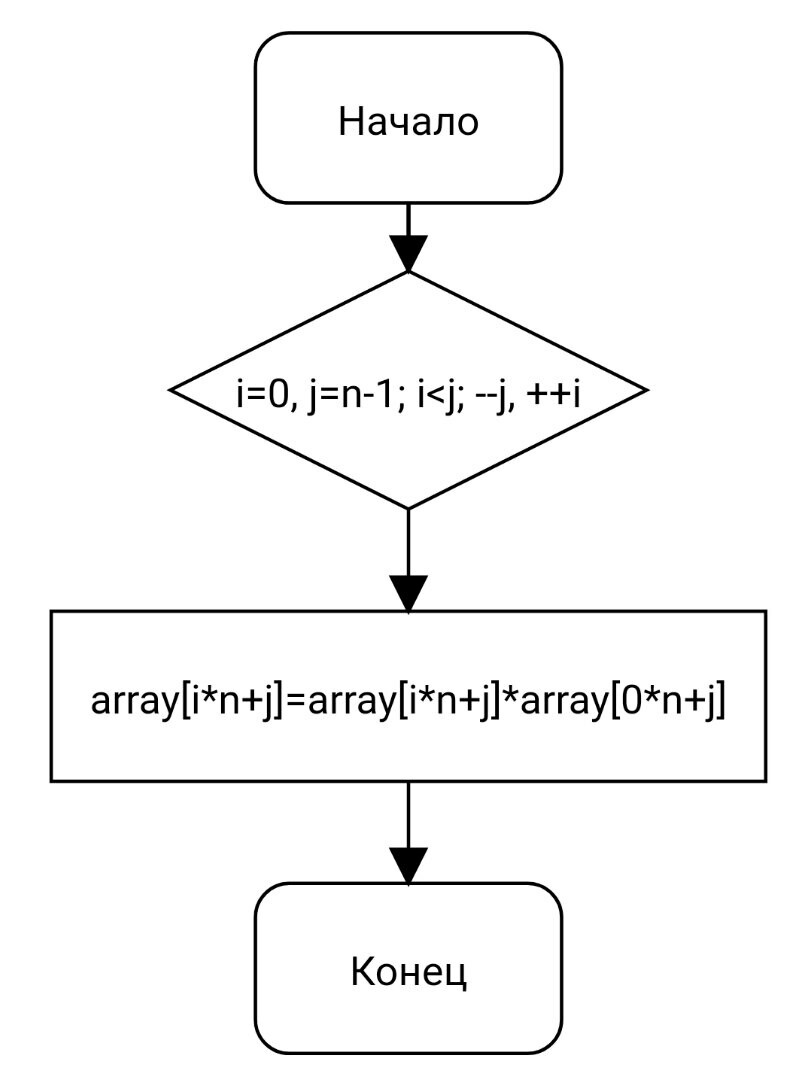 Начало
i=0, j=n-1; i<j; --j, ++i
array[i*n+j]=array[i*n+j]*array[0*n+j]
Конец